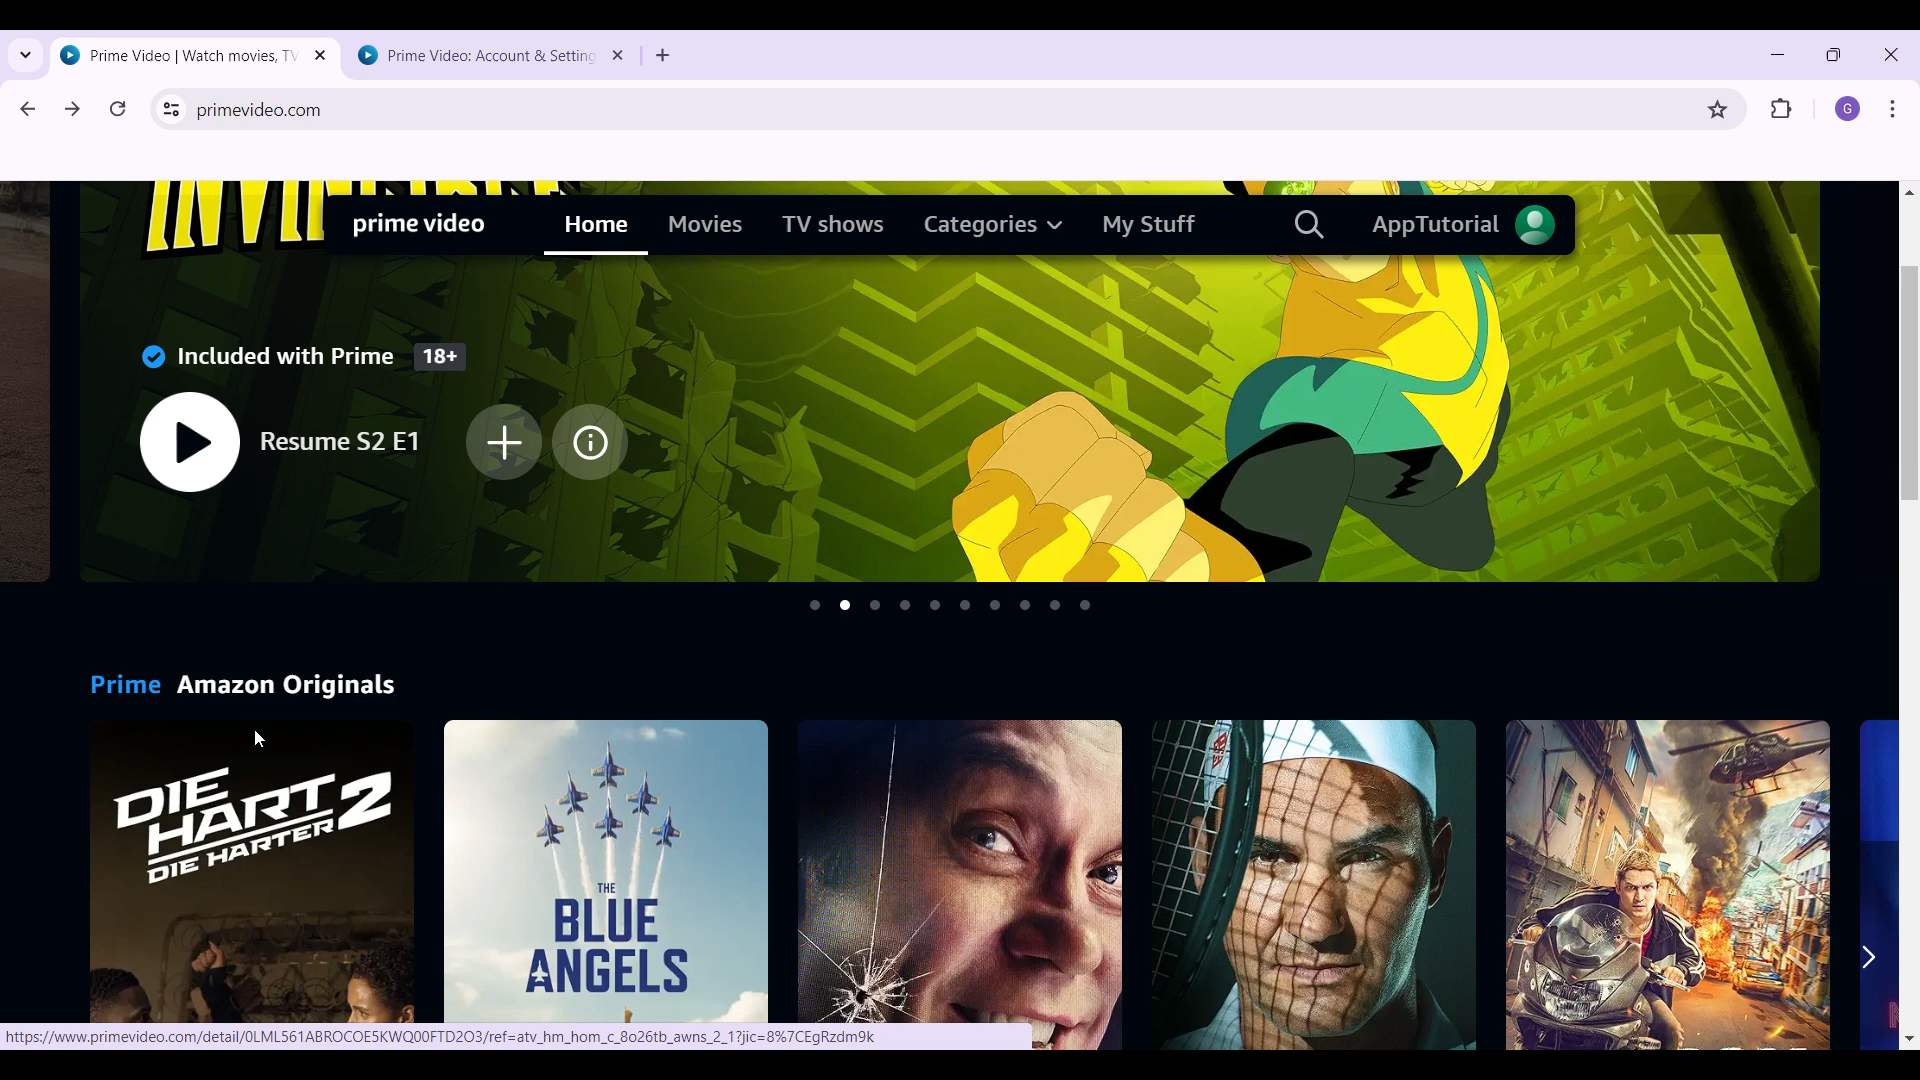 Prime Video | Watch movies, TV
Prime Video: Account & Setting
primevideo.com
G
INVINCIBLE
prime video
Home
Movies
TV shows
Categories
My Stuff
AppTutorial
Included with Prime
18+
Resume S2 E1
Prime Amazon Originals
DIE
HART 2
DIE HARTER
THE
BLUE
ANGELS
https://www.primevideo.com/detail/0LML561ABROCOE5KWQ00FTD2O3/ref=atv_hm_hom_c_8o26tb_awns_2_1?jic=8%7CEgRzdm9k